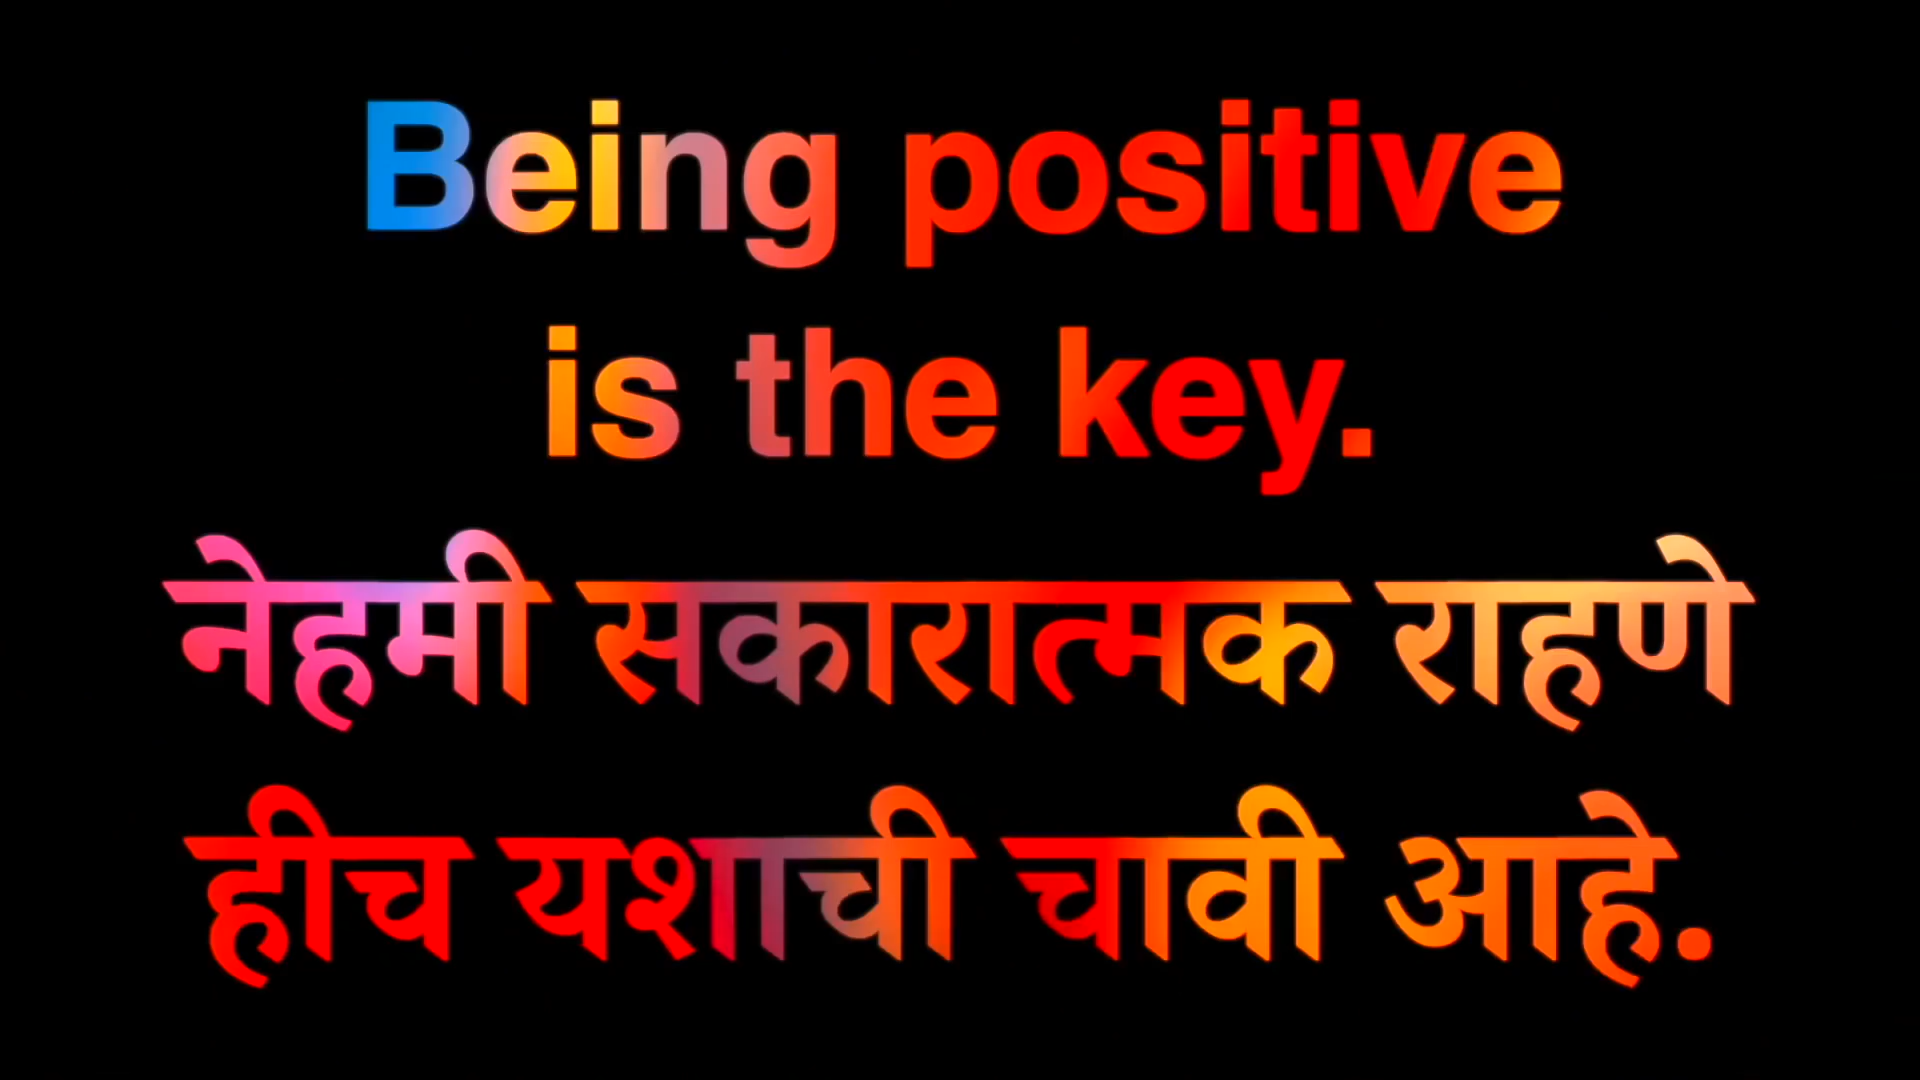 Being positive
is the key.
नेहमी सकारात्मक राहणे
हीच यशाची चावी आहे.